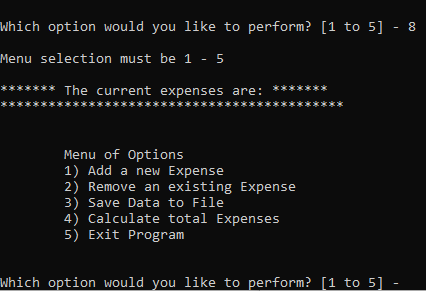 Which option would you like to perform? [1 to 5] - 8
Menu selection must be 1 - 5
******* The current expenses are: *******
*******************************************
Menu of Options
1) Add a new Expense
2) Remove an existing Expense
3) Save Data to File
4) Calculate total Expenses
5) Exit Program
Which option would you like to perform? [1 to 5] -